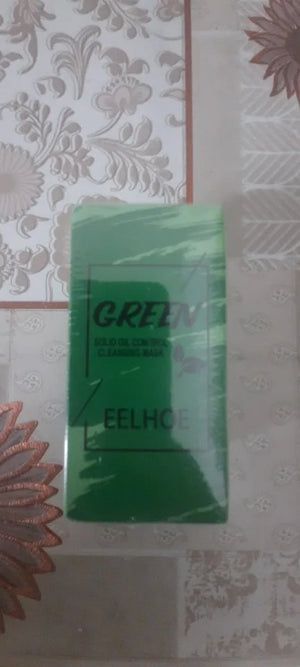 GREEN
SOLID OIL CONTROL
CLEANSING MASK
EELHOE